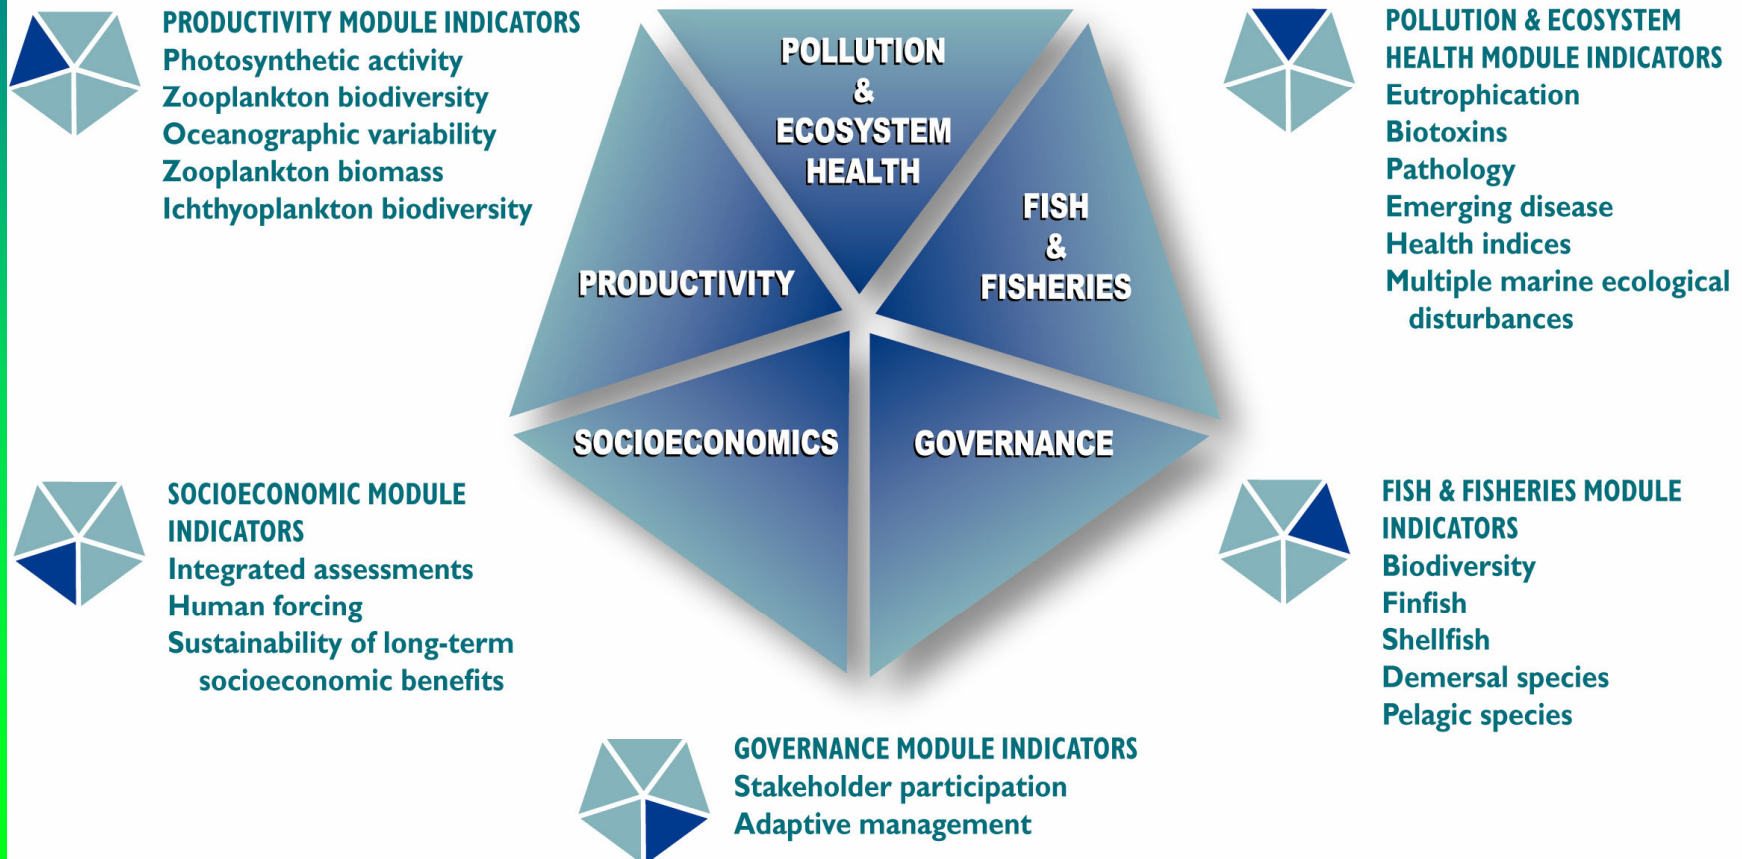 PRODUCTIVITY MODULE INDICATORS
Photosynthetic activity
Zooplankton biodiversity
Oceanographic variability
Zooplankton biomass
Ichthyoplankton biodiversity
POLLUTION
&
ECOSYSTEM
HEALTH
FISH
&
FISHERIES
PRODUCTIVITY
SOCIOECONOMICS
GOVERNANCE
POLLUTION & ECOSYSTEM
HEALTH MODULE INDICATORS
Eutrophication
Biotoxins
Pathology
Emerging disease
Health indices
Multiple marine ecological
disturbances
SOCIOECONOMIC MODULE
INDICATORS
Integrated assessments
Human forcing
Sustainability of long-term
socioeconomic benefits
FISH & FISHERIES MODULE
INDICATORS
Biodiversity
Finfish
Shellfish
Demersal species
Pelagic species
GOVERNANCE MODULE INDICATORS
Stakeholder participation
Adaptive management